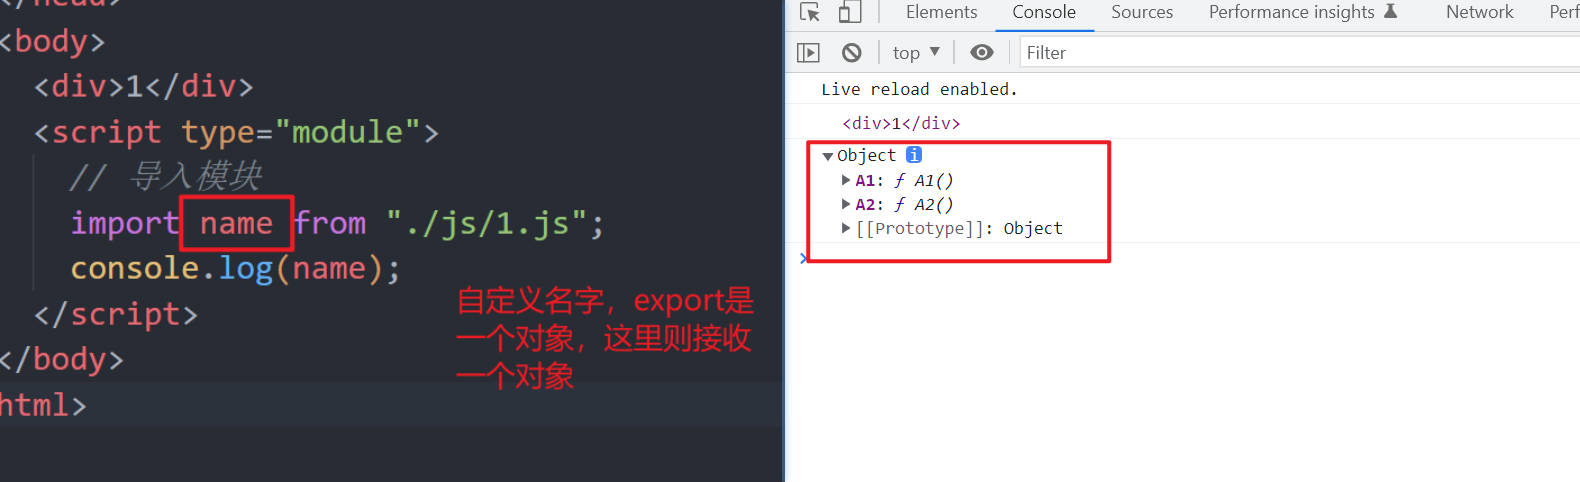 </head>
<body>
<div>1</div>
<script type="module">
// 导入模块
import name from "./js/1.js";
console.log(name);
</script>
</body>
html>
自定义名字，export是
一个对象，这里则接收
一个对象
Elements Console Sources Performance insights Network Perf
top Filter
Live reload enabled.
<div>1</div>
Object i
A1: ƒ A1()
A2: ƒ A2()
[[Prototype]]: Object